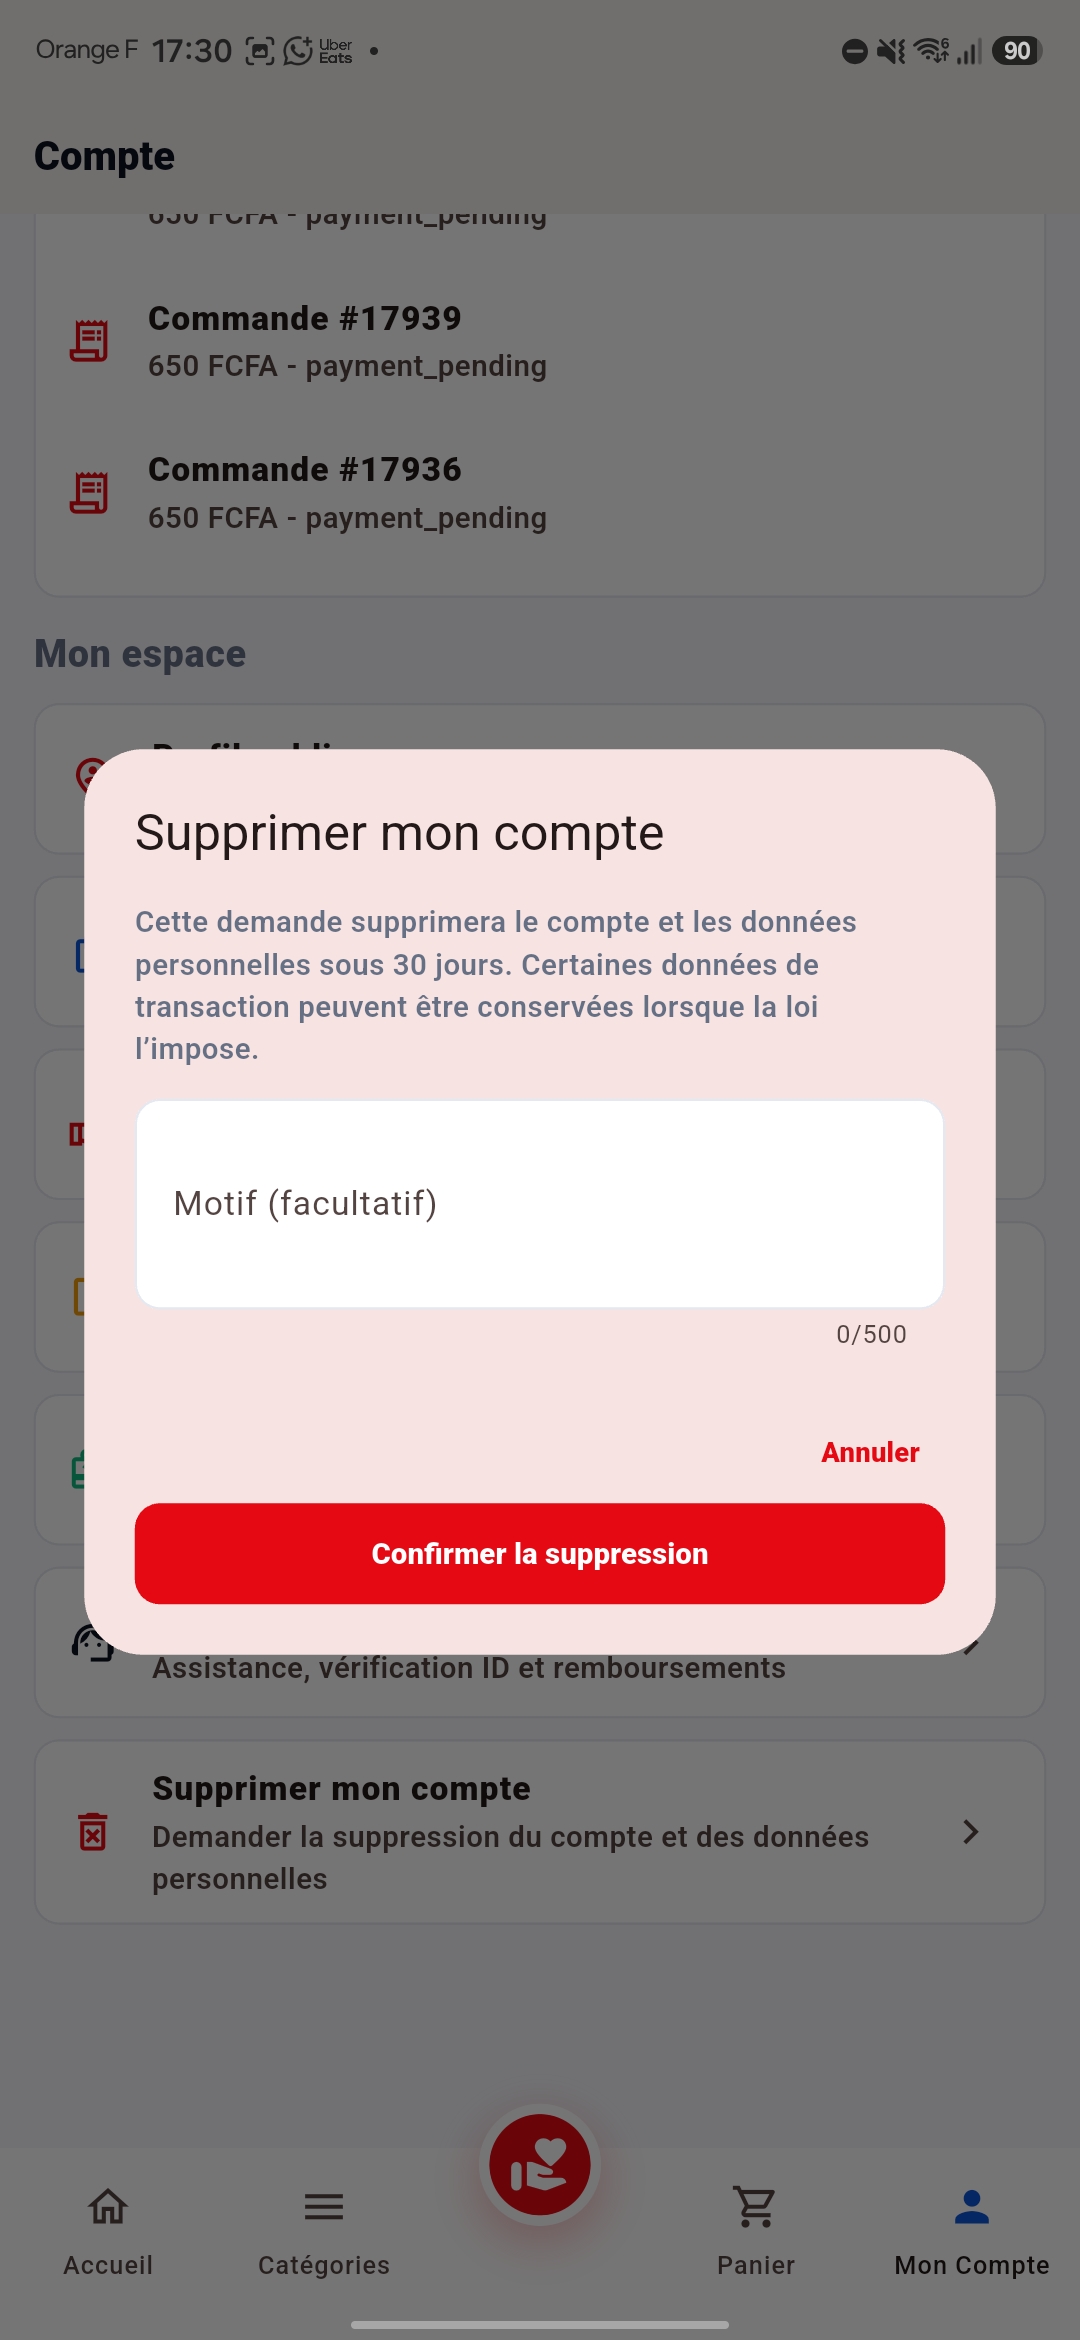 Orange F 17:30 Uber Eats
6 90
Compte
650 FCFA - payment_pending
Commande #17939
650 FCFA - payment_pending
Commande #17936
650 FCFA - payment_pending
Mon espace
Supprimer mon compte
Cette demande supprimera le compte et les données
personnelles sous 30 jours. Certaines données de
transaction peuvent être conservées lorsque la loi
l’impose.
Motif (facultatif)
0/500
Annuler
Confirmer la suppression
Assistance, vérification ID et remboursements
Supprimer mon compte
Demander la suppression du compte et des données
personnelles
Accueil
Catégories
Panier
Mon Compte